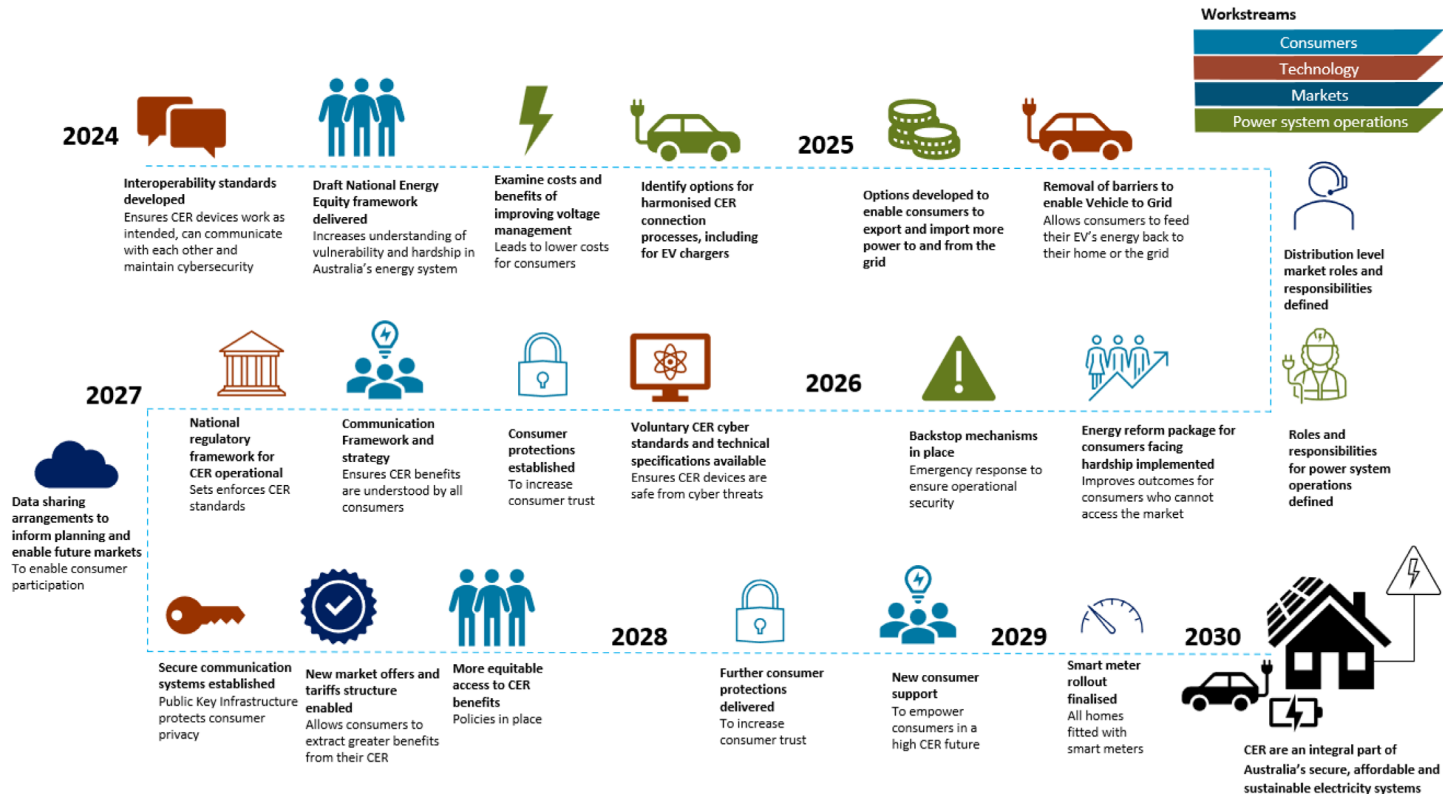 Workstreams
Consumers
Technology
Markets
Power system operations
2024
Interoperability standards
developed
Ensures CER devices work as
intended, can communicate
with each other and
maintain cybersecurity
Draft National Energy
Equity framework
delivered
Increases understanding of
vulnerability and hardship in
Australia's energy system
Examine costs and
benefits of
improving voltage
management
Leads to lower costs
for consumers
Identify options for
harmonised CER
connection
processes, including
for EV chargers
2025
Options developed to
enable consumers to
export and import more
power to and from the
grid
Removal of barriers to
enable Vehicle to Grid
Allows consumers to feed
their EV's energy back to
their home or the grid
Distribution level
market roles and
responsibilities
defined
Roles and
responsibilities
for power system
operations
defined
Energy reform package for
consumers facing
hardship implemented
Improves outcomes for
consumers who cannot
access the market
Backstop mechanisms
in place
Emergency response to
ensure operational
security
2026
Voluntary CER cyber
standards and technical
specifications available
Ensures CER devices are
safe from cyber threats
Consumer
protections
established
To increase
consumer trust
Communication
Framework and
strategy
Ensures CER benefits
are understood by all
consumers
National
regulatory
framework for
CER operational
Sets enforces CER
standards
2027
Data sharing
arrangements to
inform planning and
enable future markets
To enable consumer
participation
Secure communication
systems established
Public Key Infrastructure
protects consumer
privacy
New market offers and
tariffs structure
enabled
Allows consumers to
extract greater benefits
from their CER
More equitable
access to CER
benefits
Policies in place
2028
Further consumer
protections
delivered
To increase
consumer trust
New consumer
support
To empower
consumers in a
high CER future
2029
Smart meter
rollout
finalised
All homes
fitted with
smart meters
2030
CER are an integral part of
Australia's secure, affordable and
sustainable electricity systems